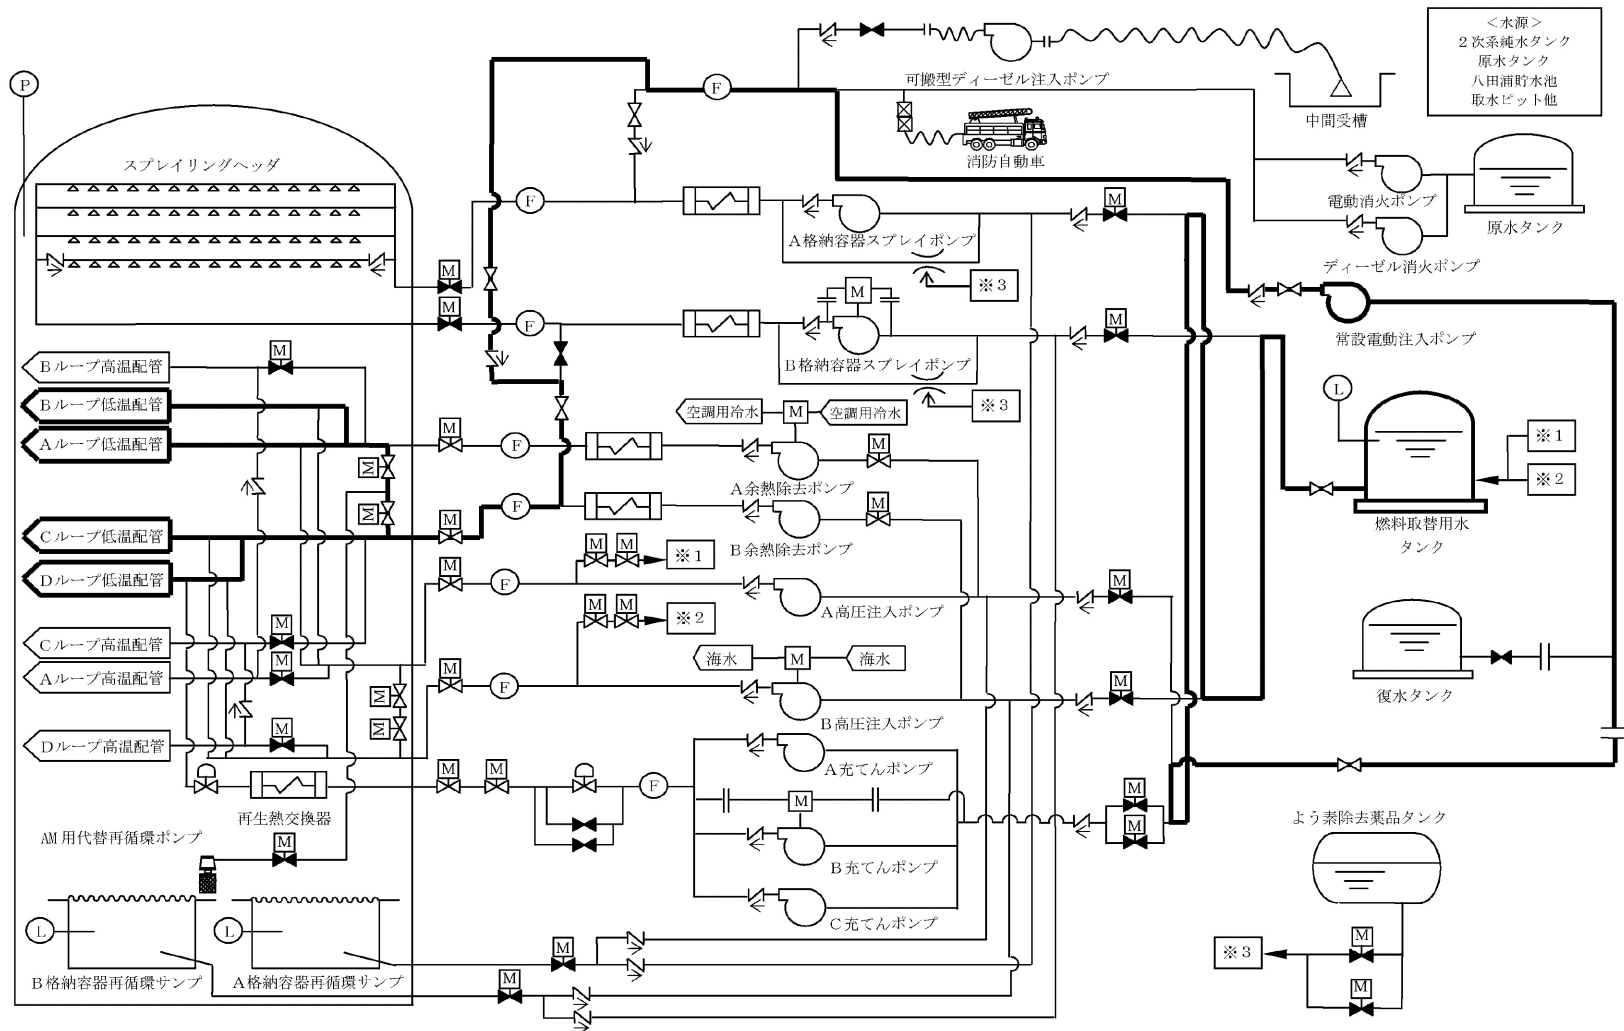 ＜水源＞
２次系純水タンク
原水タンク
八田浦貯水池
取水ピット他
P
F
可搬型ディーゼル注入ポンプ
中間受槽
消防自動車
スプレイリングヘッダ
F
M
電動消火ポンプ
原水タンク
A格納容器スプレイポンプ
ディーゼル消火ポンプ
M
※3
M
M
F
M
B格納容器スプレイポンプ
常設電動注入ポンプ
Bループ高温配管
M
※3
L
Bループ低温配管
空調用冷水
M
空調用冷水
Aループ低温配管
M
F
M
※1
M
A余熱除去ポンプ
※2
M
F
M
燃料取替用水
タンク
Cループ低温配管
M
B余熱除去ポンプ
M
M
※1
Dループ低温配管
M
F
M
A高圧注入ポンプ
M
M
※2
Cループ高温配管
M
海水
M
海水
Aループ高温配管
M
M
F
M
復水タンク
M
B高圧注入ポンプ
Dループ高温配管
M
M
A充てんポンプ
M
M
F
M
M
再生熱交換器
M
よう素除去薬品タンク
AM用代替再循環ポンプ
M
B充てんポンプ
C充てんポンプ
L
L
M
M
※3
B格納容器再循環サンプ
A格納容器再循環サンプ
M
M